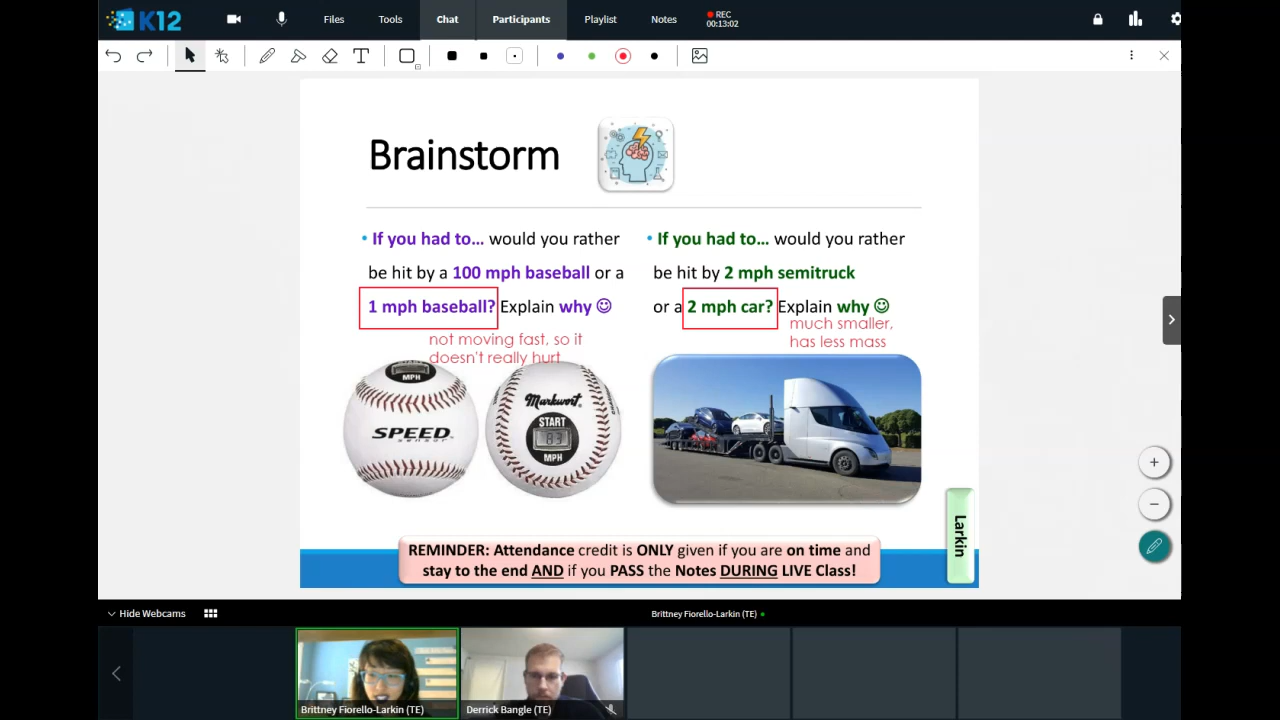 K12
Files
Tools
Chat
Participants
Playlist
Notes
REC
00:13:02
T
Brainstorm
• If you had to... would you rather
be hit by a 100 mph baseball or a
1 mph baseball? Explain why ☺
not moving fast, so it
doesn't really hurt
• If you had to... would you rather
be hit by 2 mph semitruck
or a 2 mph car? Explain why ☺
much smaller,
has less mass
START
MPH
SPEED
sensor
Markwort
START
83
MPH
REMINDER: Attendance credit is ONLY given if you are on time and
stay to the end AND if you PASS the Notes DURING LIVE Class!
Larkin
Hide Webcams
Brittney Fiorello-Larkin (TE)
Brittney Fiorello-Larkin (TE)
Derrick Bangle (TE)